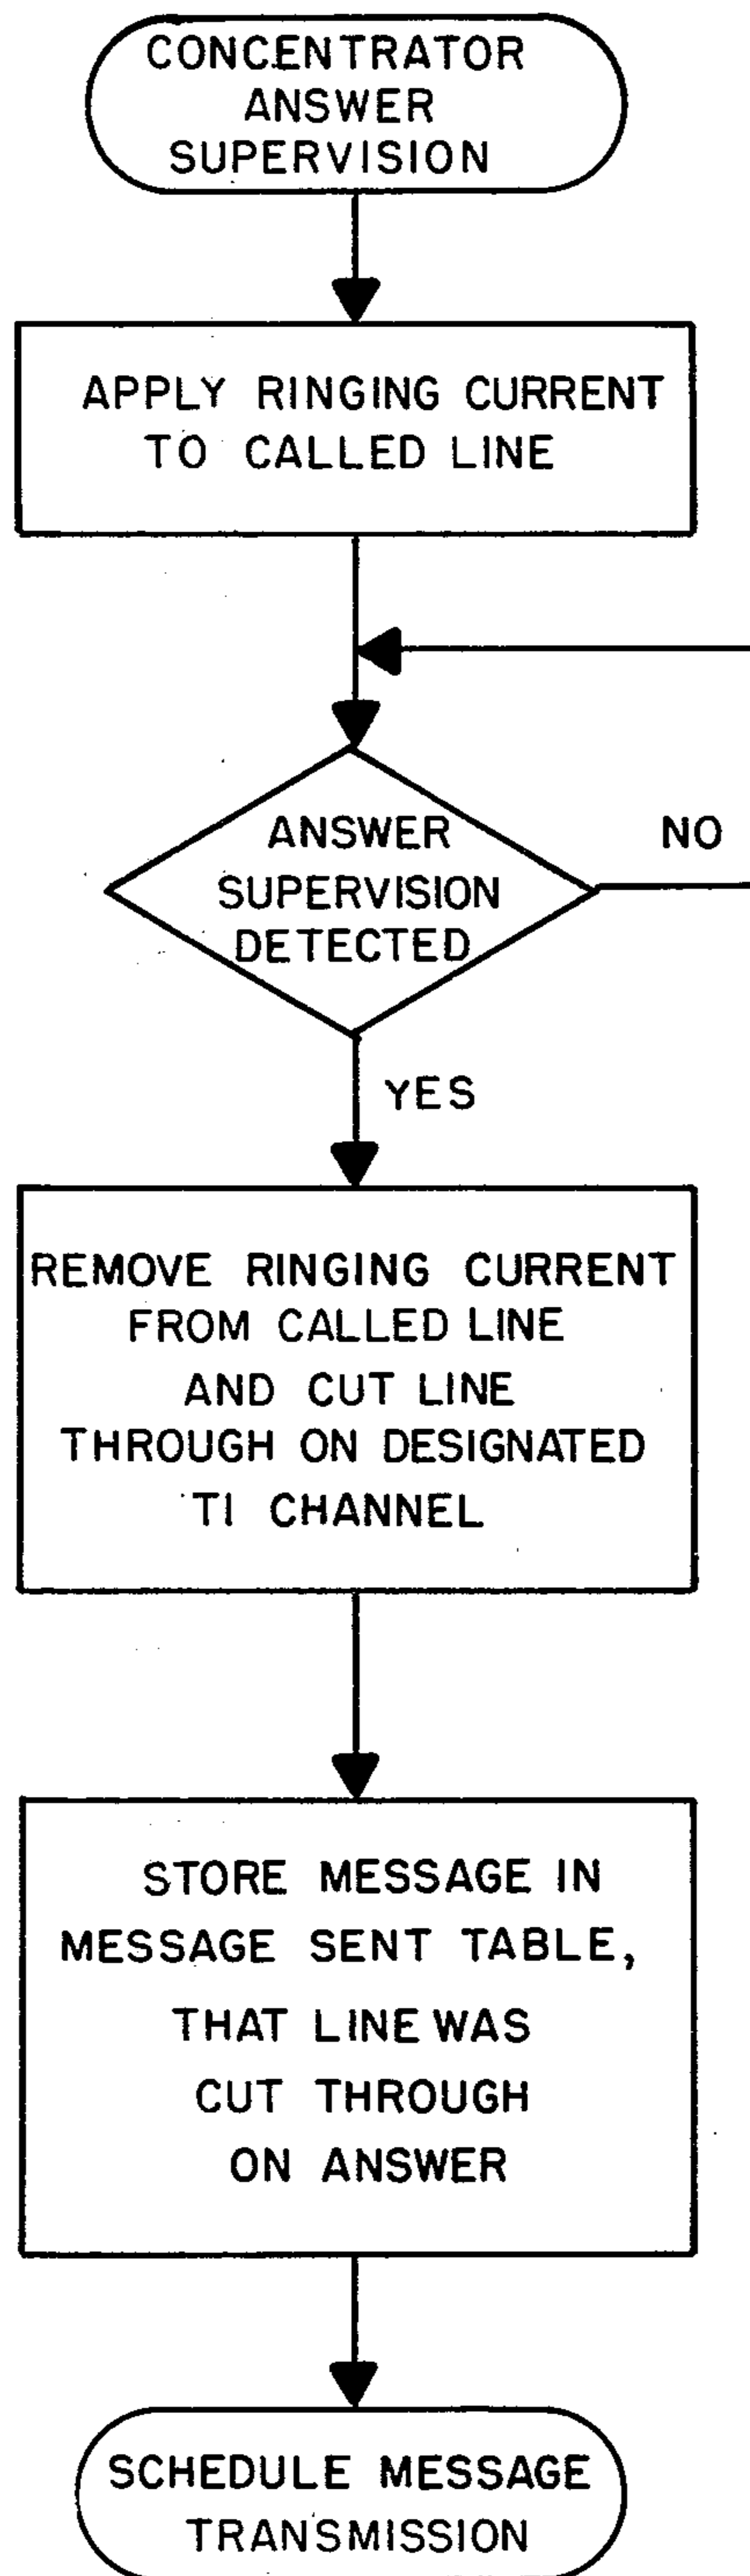 CONCENTRATOR
ANSWER
SUPERVISION
APPLY RINGING CURRENT
TO CALLED LINE
ANSWER
SUPERVISION
DETECTED
NO
YES
REMOVE RINGING CURRENT
FROM CALLED LINE
AND CUT LINE
THROUGH ON DESIGNATED
T1 CHANNEL
STORE MESSAGE IN
MESSAGE SENT TABLE,
THAT LINE WAS
CUT THROUGH
ON ANSWER
SCHEDULE MESSAGE
TRANSMISSION